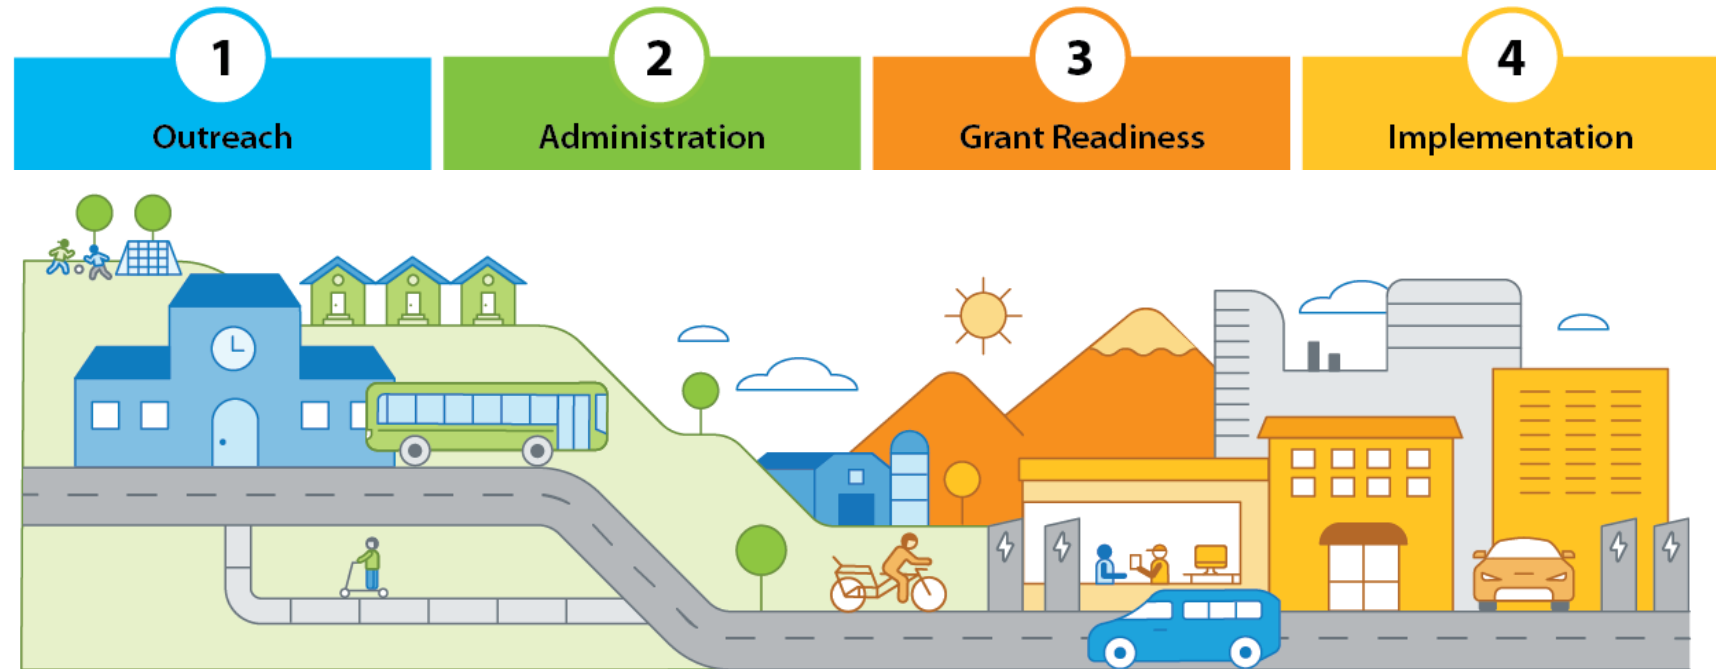 1
Outreach
2
Administration
3
Grant Readiness
4
Implementation